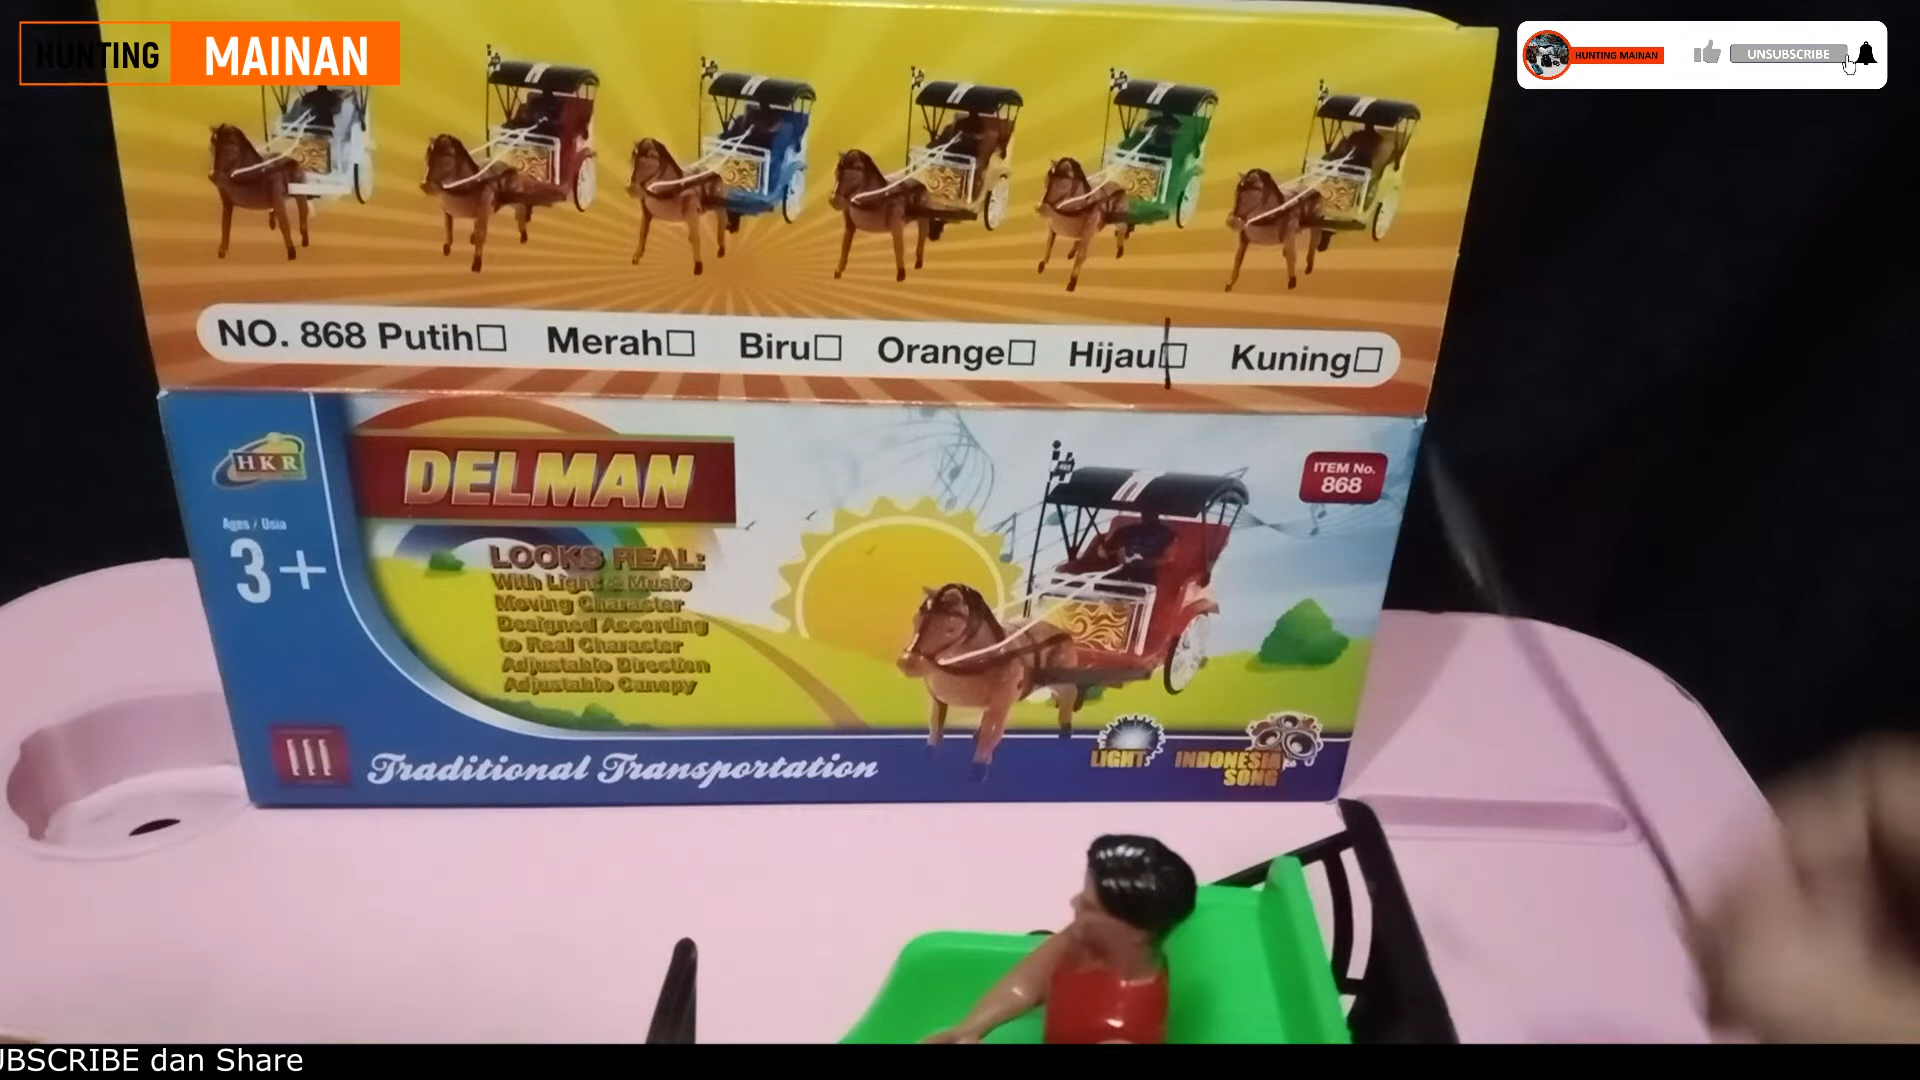 HUNTING MAINAN
HUNTING MAINAN
UNSUBSCRIBE
NO. 868 Putih Merah Biru Orange Hijau Kuning
HKR
DELMAN
ITEM No.
868
Ages / Usia
3+
LOOKS REAL:
With Light & Music
Moving Character
Designed According
to Real Character
Adjustable Direction
Adjustable Canopy
Traditional Transportation
LIGHT
INDONESIA
SONG
UBSCRIBE dan Share